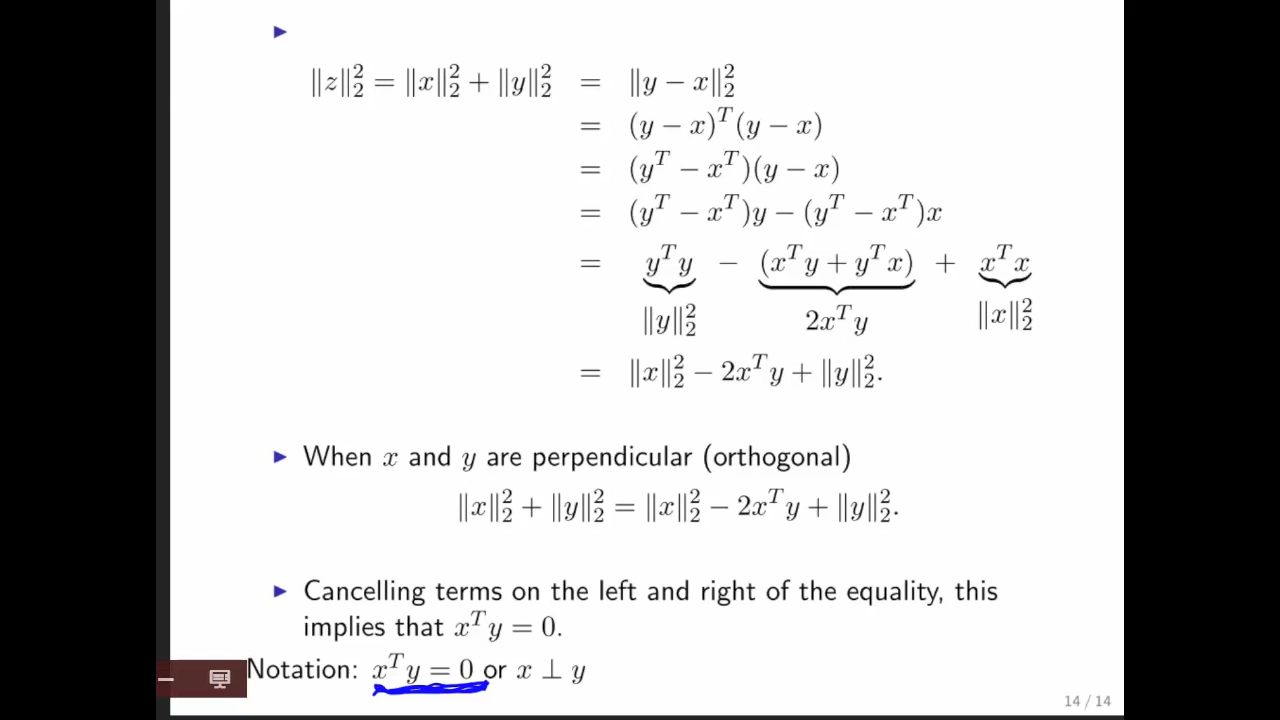 ‖z‖₂² = ‖x‖₂² + ‖y‖₂² = ‖y − x‖₂²
= (y − x)ᵀ(y − x)
= (yᵀ − xᵀ)(y − x)
= (yᵀ − xᵀ)y − (yᵀ − xᵀ)x
= yᵀy − (xᵀy + yᵀx) + xᵀx
‖y‖₂² 2xᵀy ‖x‖₂²
= ‖x‖₂² − 2xᵀy + ‖y‖₂².
When x and y are perpendicular (orthogonal)
‖x‖₂² + ‖y‖₂² = ‖x‖₂² − 2xᵀy + ‖y‖₂².
Cancelling terms on the left and right of the equality, this
implies that xᵀy = 0.
Notation: xᵀy = 0 or x ⊥ y
14 / 14